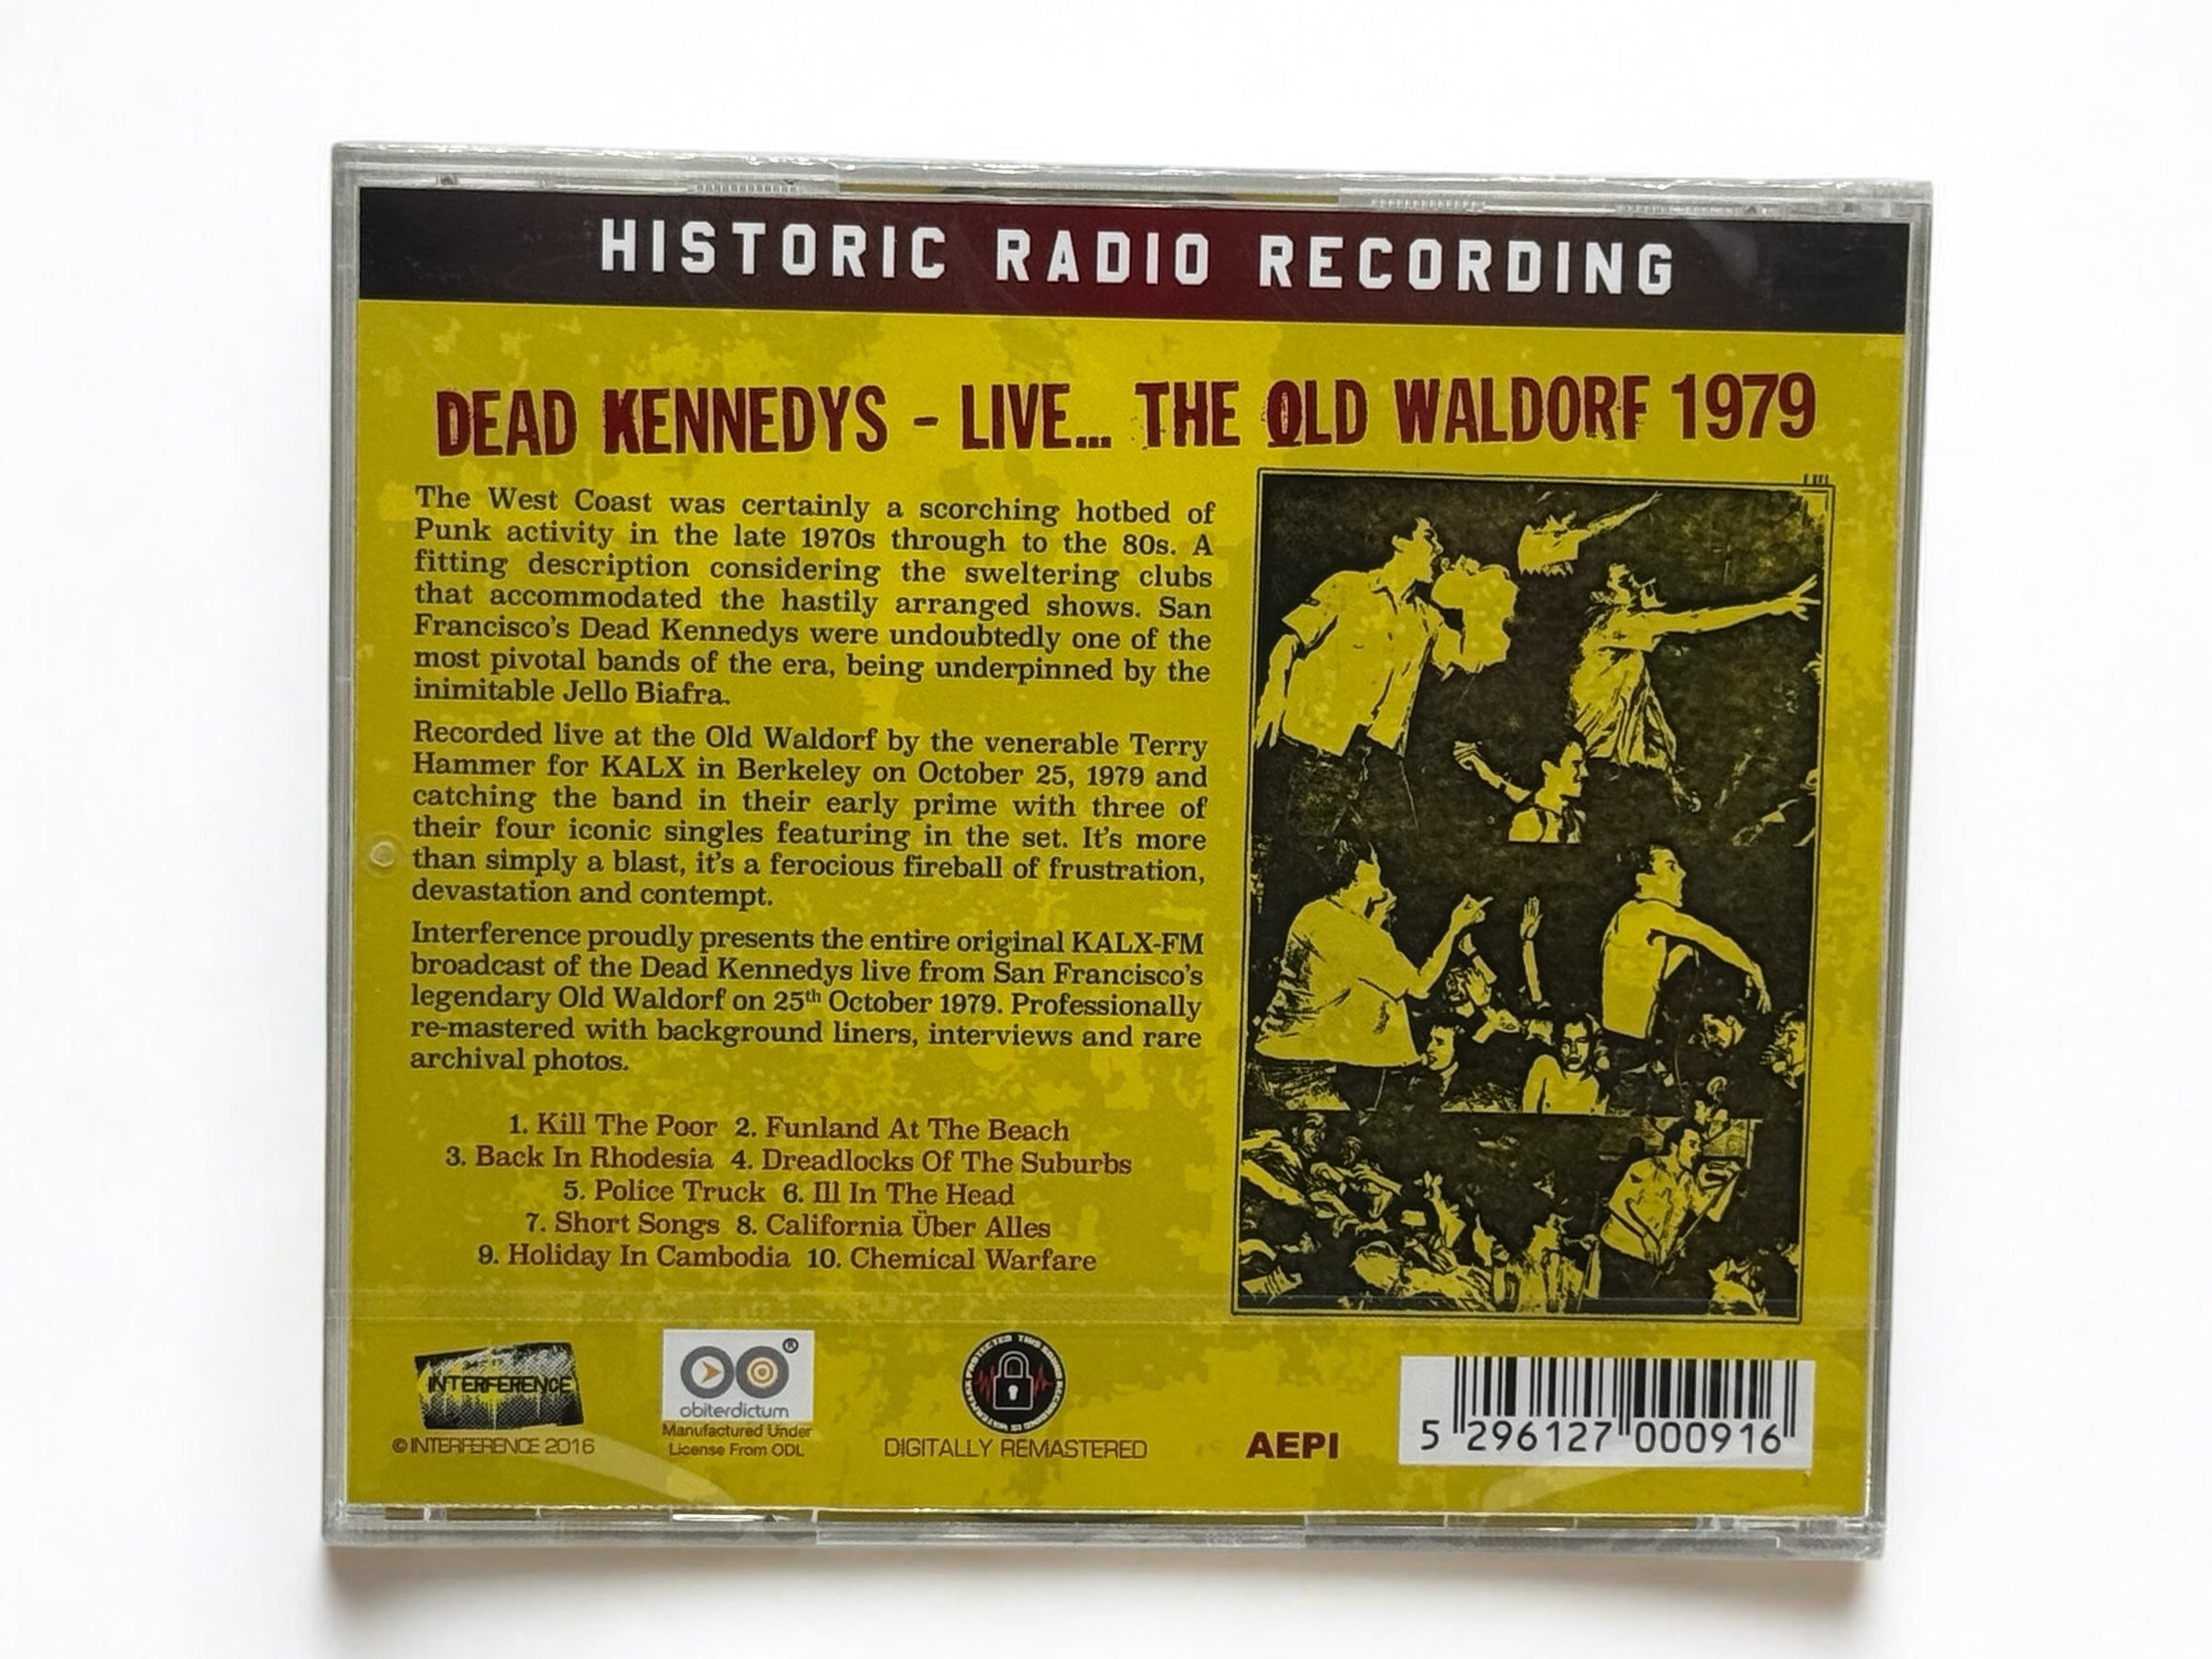 HISTORIC RADIO RECORDING
DEAD KENNEDYS - LIVE... THE OLD WALDORF 1979
The West Coast was certainly a scorching hotbed of
Punk activity in the late 1970s through to the 80s. A
fitting description considering the sweltering clubs
that accommodated the hastily arranged shows. San
Francisco's Dead Kennedys were undoubtedly one of the
most pivotal bands of the era, being underpinned by the
inimitable Jello Biafra.
Recorded live at the Old Waldorf by the venerable Terry
Hammer for KALX in Berkeley on October 25, 1979 and
catching the band in their early prime with three of
their four iconic singles featuring in the set. It's more
than simply a blast, it's a ferocious fireball of frustration,
devastation and contempt.
Interference proudly presents the entire original KALX-FM
broadcast of the Dead Kennedys live from San Francisco's
legendary Old Waldorf on 25th October 1979. Professionally
re-mastered with background liners, interviews and rare
archival photos.
1. Kill The Poor 2. Funland At The Beach
3. Back In Rhodesia 4. Dreadlocks Of The Suburbs
5. Police Truck 6. Ill In The Head
7. Short Songs 8. California Über Alles
9. Holiday In Cambodia 10. Chemical Warfare
INTERFERENCE
© INTERFERENCE 2016
®
obiterdictum
Manufactured Under
License From ODL
PROTECTED THIS SOUND RECORDING IS WATERMARK
DIGITALLY REMASTERED
AEPI
5 296127 000916